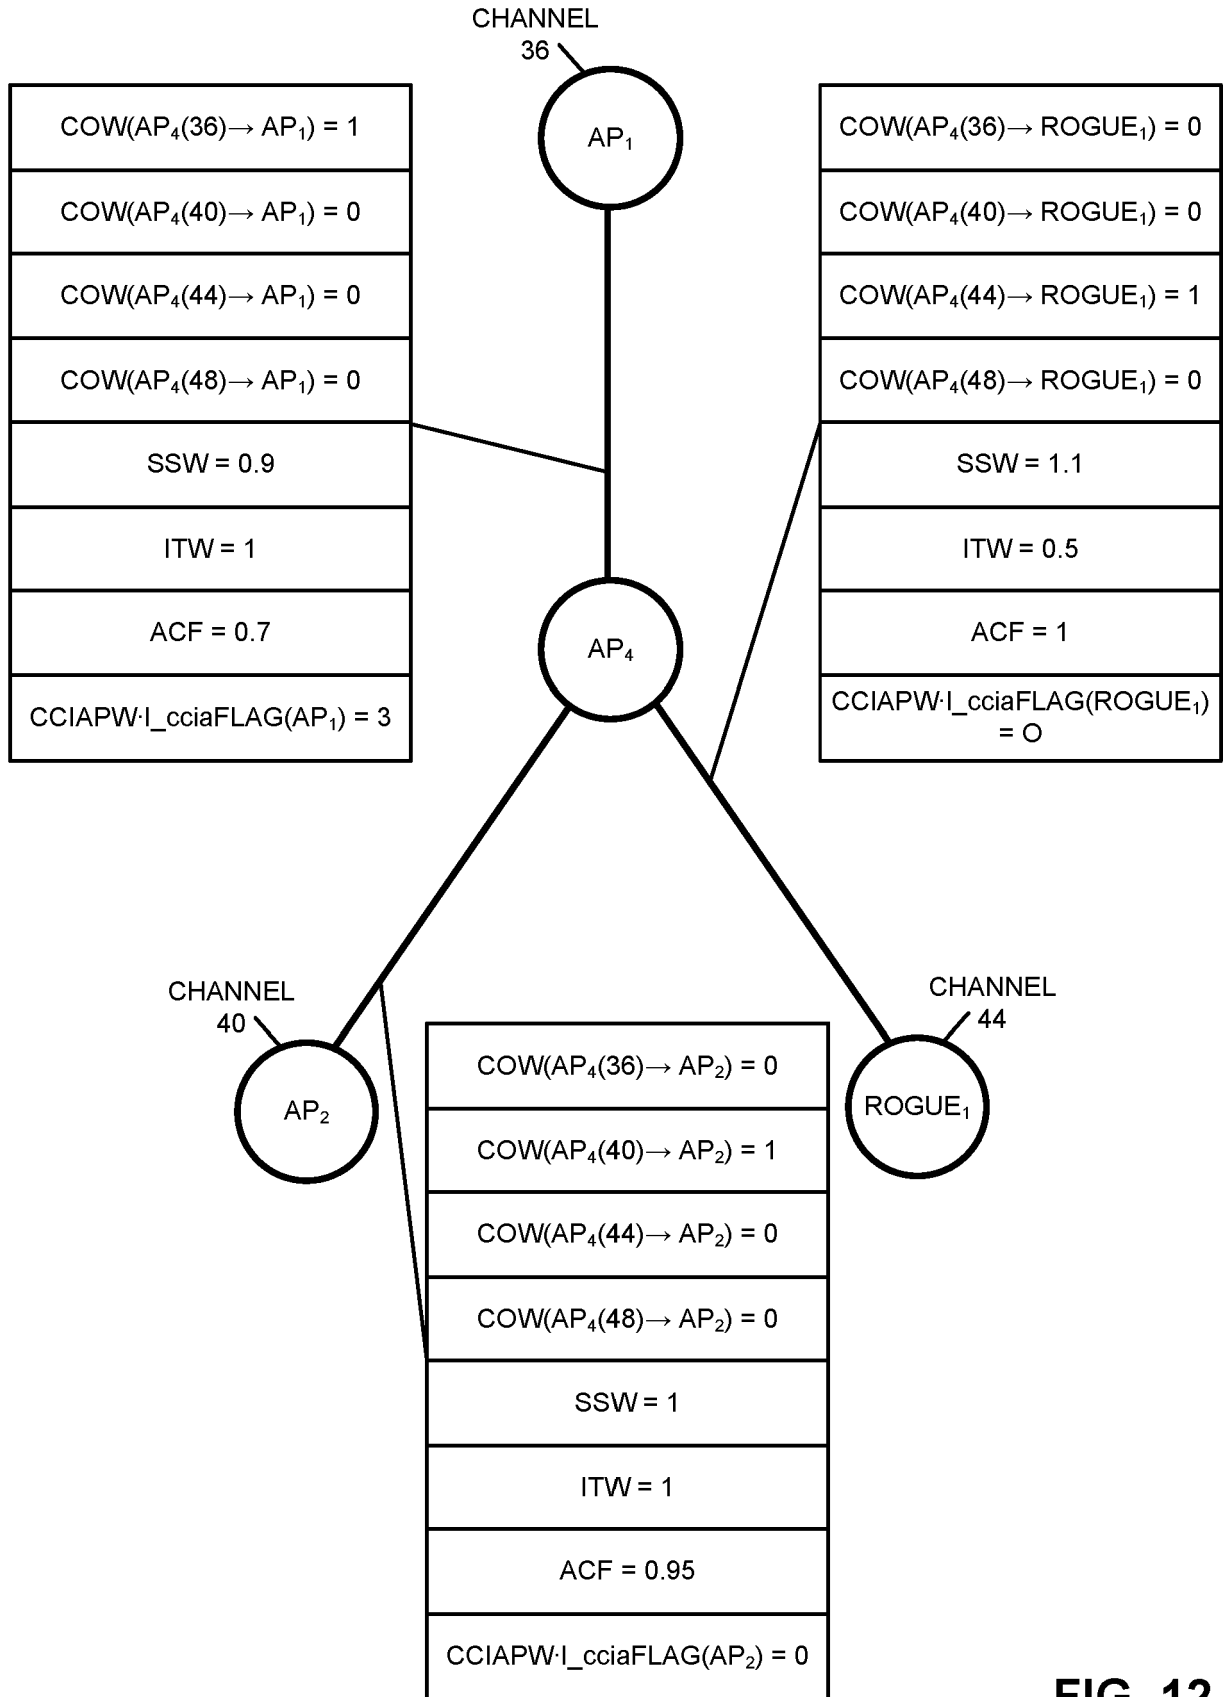 CHANNEL
36
AP₁
COW(AP₄(36)→ AP₁) = 1
COW(AP₄(40)→ AP₁) = 0
COW(AP₄(44)→ AP₁) = 0
COW(AP₄(48)→ AP₁) = 0
SSW = 0.9
ITW = 1
ACF = 0.7
CCIAPW·I_cciaFLAG(AP₁) = 3
COW(AP₄(36)→ ROGUE₁) = 0
COW(AP₄(40)→ ROGUE₁) = 0
COW(AP₄(44)→ ROGUE₁) = 1
COW(AP₄(48)→ ROGUE₁) = 0
SSW = 1.1
ITW = 0.5
ACF = 1
CCIAPW·I_cciaFLAG(ROGUE₁)
= O
AP₄
CHANNEL
40
AP₂
COW(AP₄(36)→ AP₂) = 0
COW(AP₄(40)→ AP₂) = 1
COW(AP₄(44)→ AP₂) = 0
COW(AP₄(48)→ AP₂) = 0
SSW = 1
ITW = 1
ACF = 0.95
CCIAPW·I_cciaFLAG(AP₂) = 0
CHANNEL
44
ROGUE₁
FIG. 12